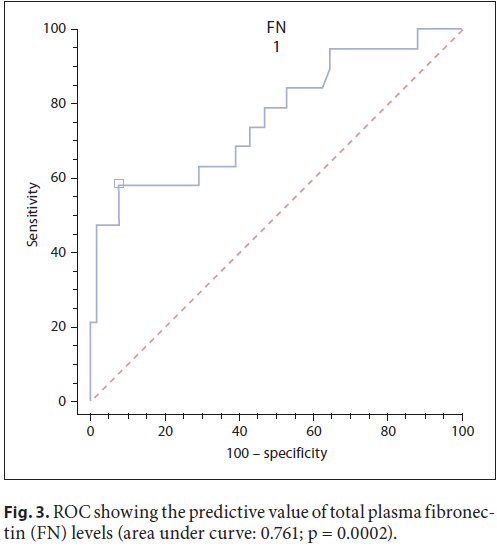 FN
1
100
80
60
40
20
0
Sensitivity
0 20 40 60 80 100
100 – specificity
Fig. 3. ROC showing the predictive value of total plasma fibronec-
tin (FN) levels (area under curve: 0.761; p = 0.0002).